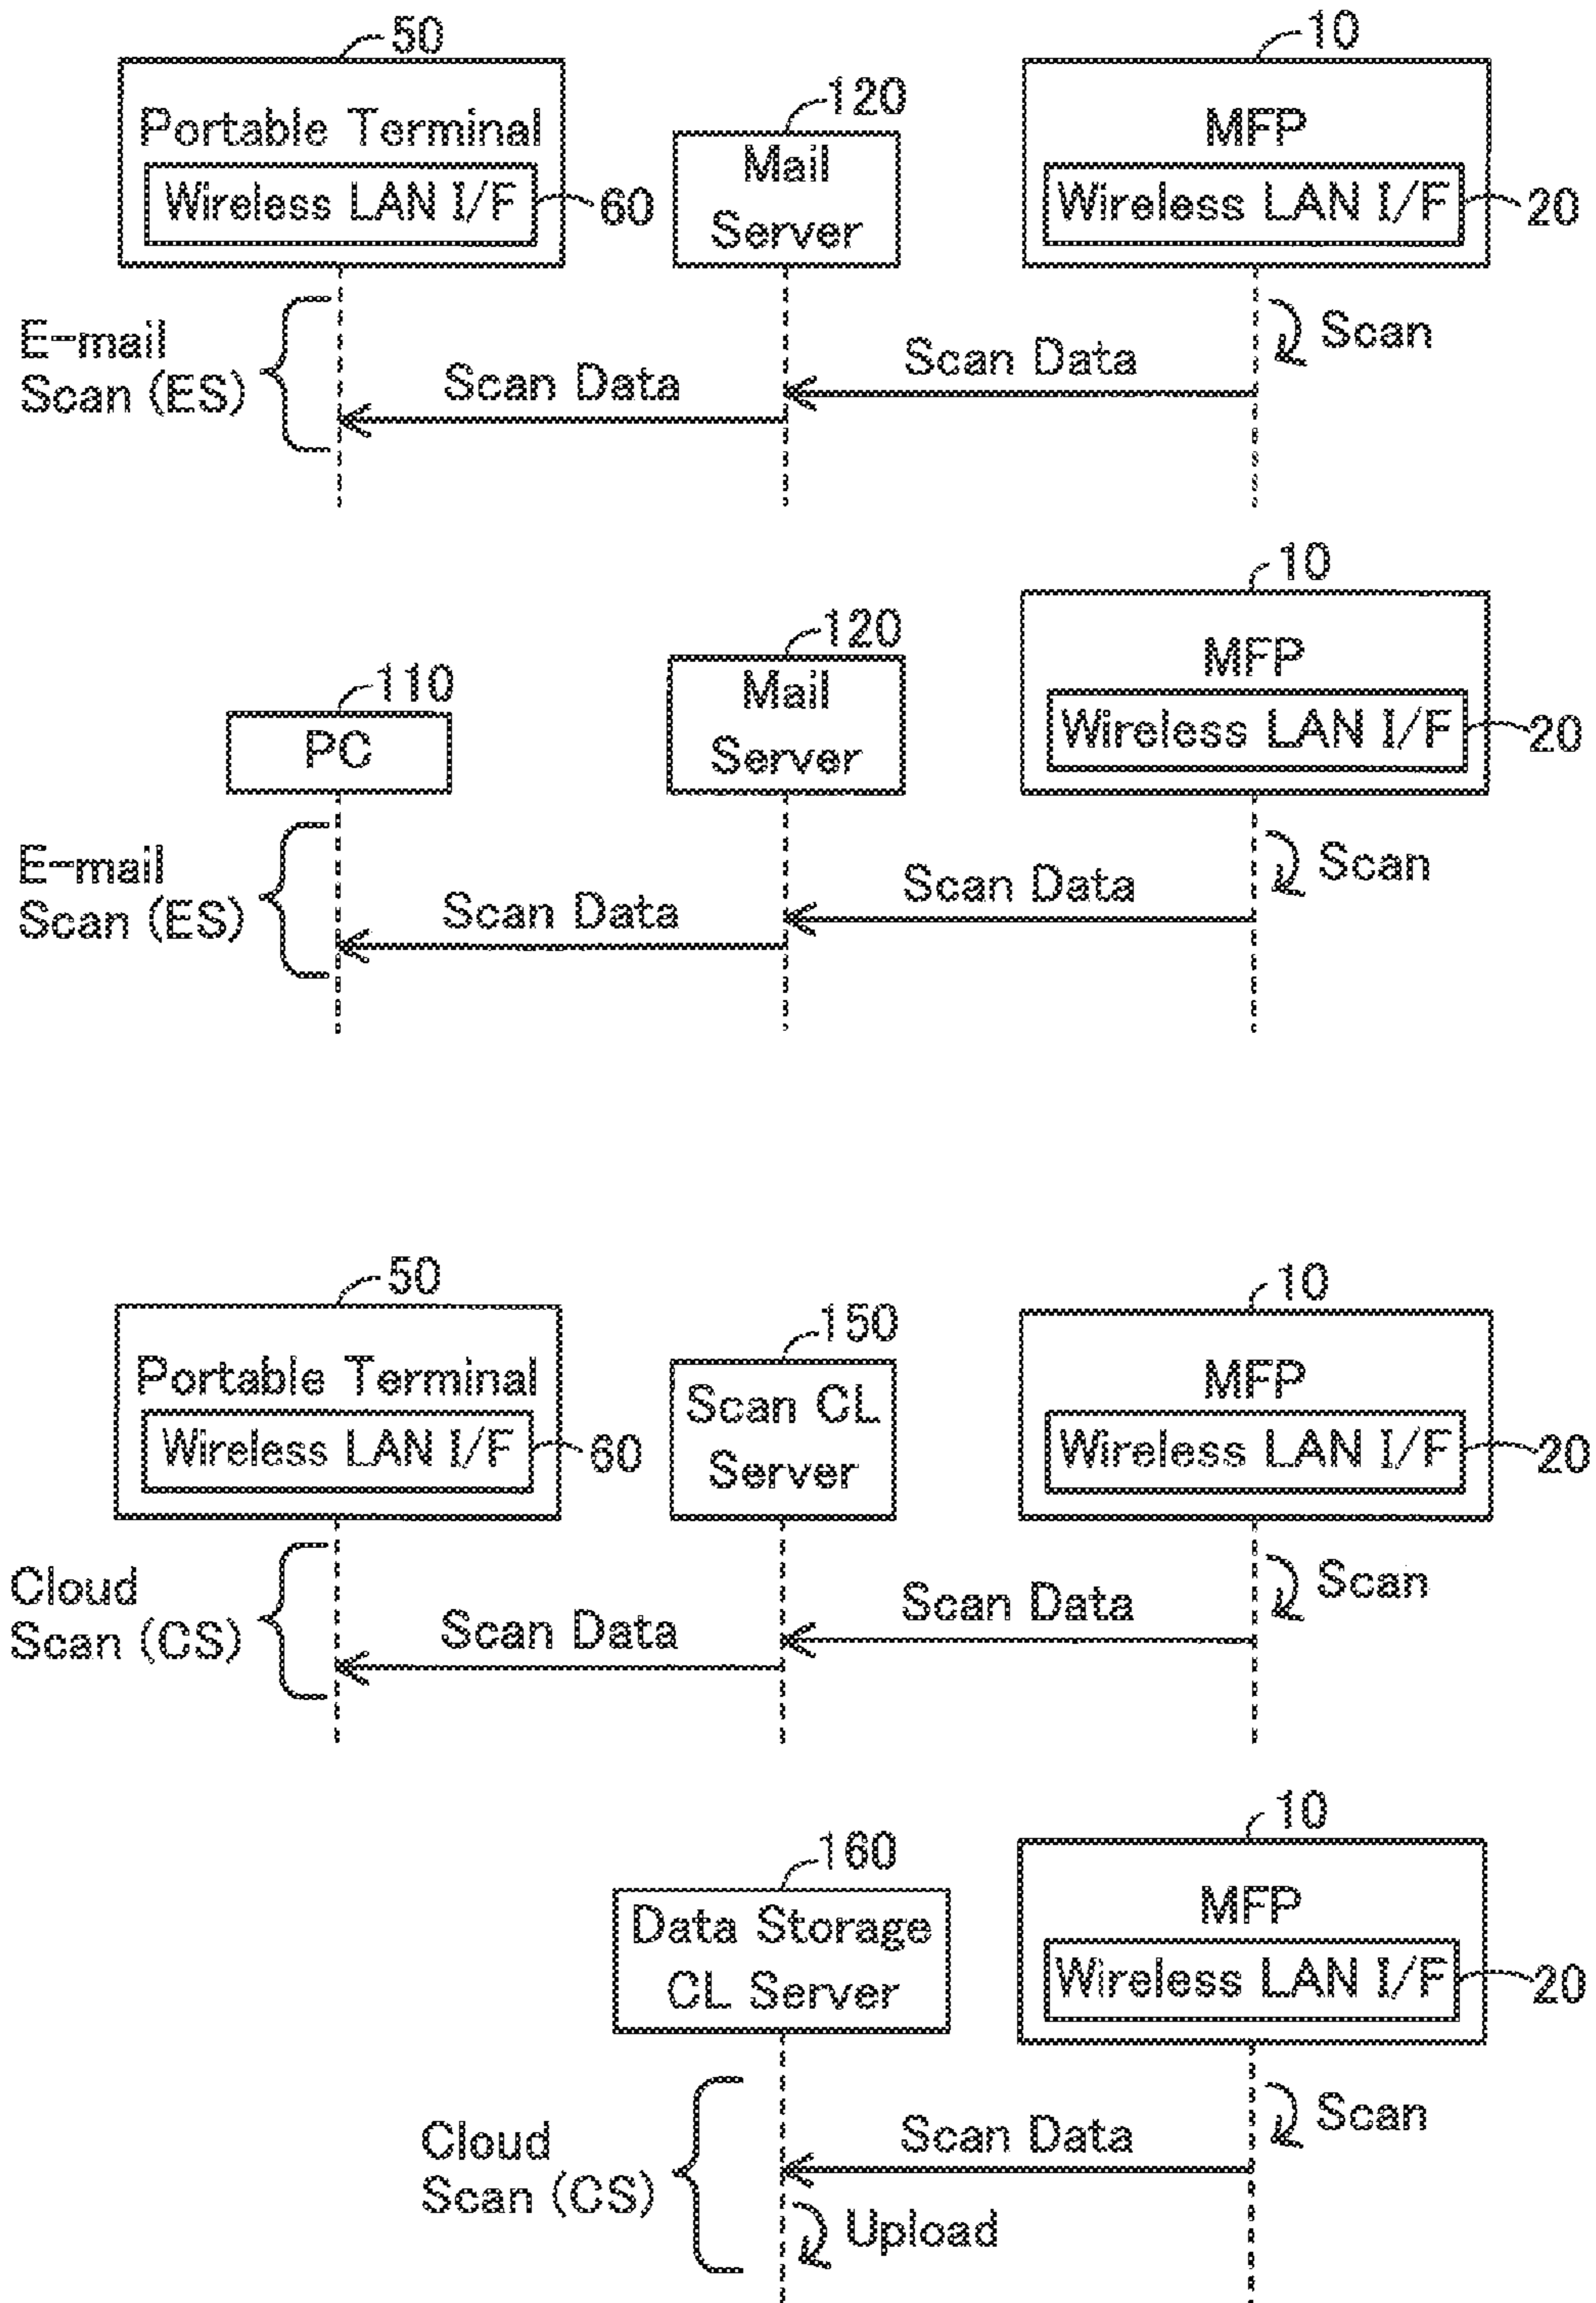 50
10
120
Portable Terminal
Mail
Server
MFP
Wireless LAN I/F
60
Wireless LAN I/F
20
E-mail
Scan (ES)
Scan Data
Scan Data
Scan
10
120
110
MFP
Mail
Server
PC
Wireless LAN I/F
20
E-mail
Scan (ES)
Scan Data
Scan Data
Scan
50
10
150
Portable Terminal
Scan CL
Server
MFP
Wireless LAN I/F
60
Wireless LAN I/F
20
Cloud
Scan (CS)
Scan Data
Scan Data
Scan
10
160
MFP
Data Storage
CL Server
Wireless LAN I/F
20
Cloud
Scan (CS)
Scan Data
Scan
Upload